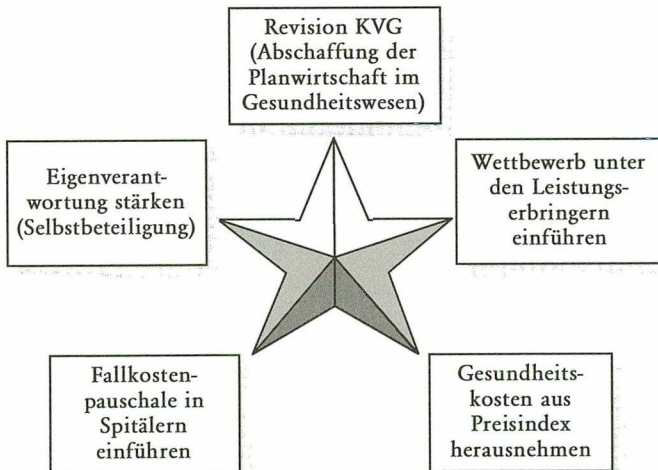 Revision KVG
(Abschaffung der
Planwirtschaft im
Gesundheitswesen)
Eigenverant-
wortung stärken
(Selbstbeteiligung)
Wettbewerb unter
den Leistungs-
erbringern
einführen
Fallkosten-
pauschale in
Spitälern
einführen
Gesundheits-
kosten aus
Preisindex
herausnehmen